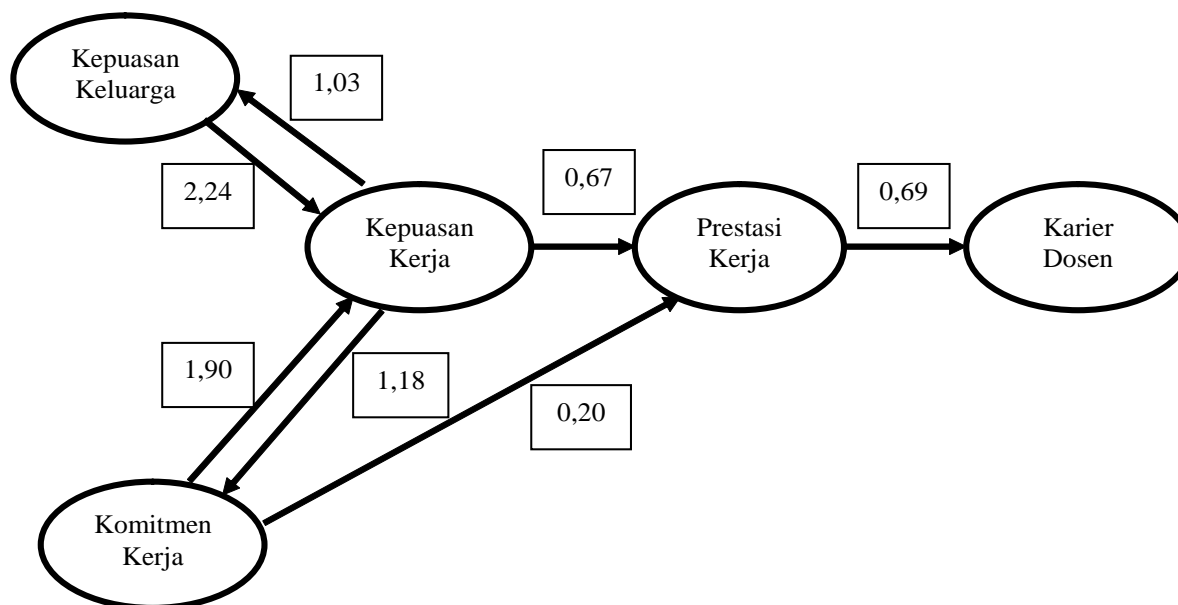 Kepuasan
Keluarga
1,03
2,24
Kepuasan
Kerja
0,67
Prestasi
Kerja
0,69
Karier
Dosen
1,90
1,18
0,20
Komitmen
Kerja